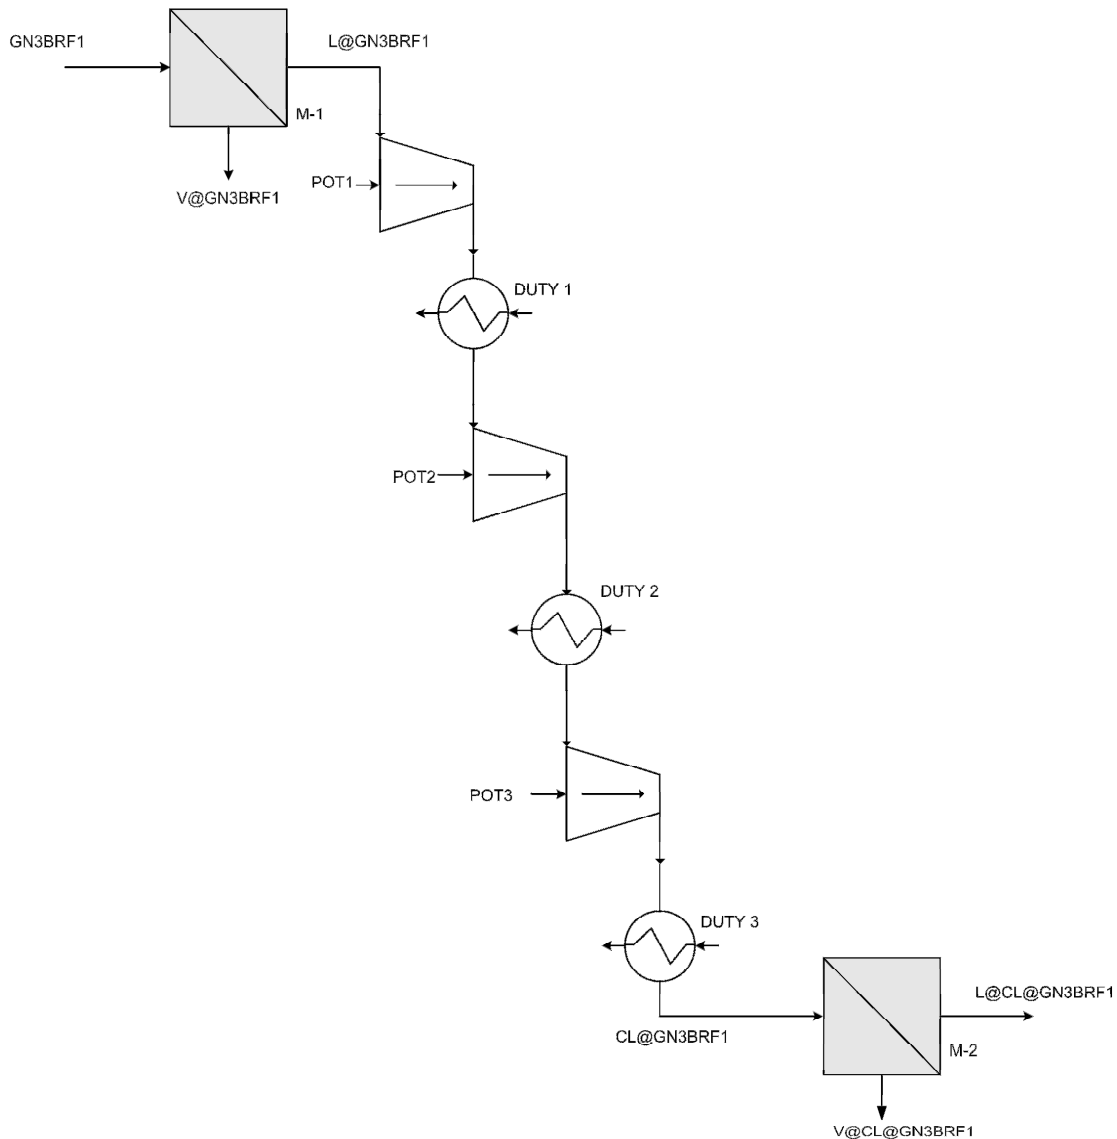 GN3BRF1
L@GN3BRF1
M-1
V@GN3BRF1
POT1
DUTY 1
POT2
DUTY 2
POT3
DUTY 3
L@CL@GN3BRF1
CL@GN3BRF1
M-2
V@CL@GN3BRF1